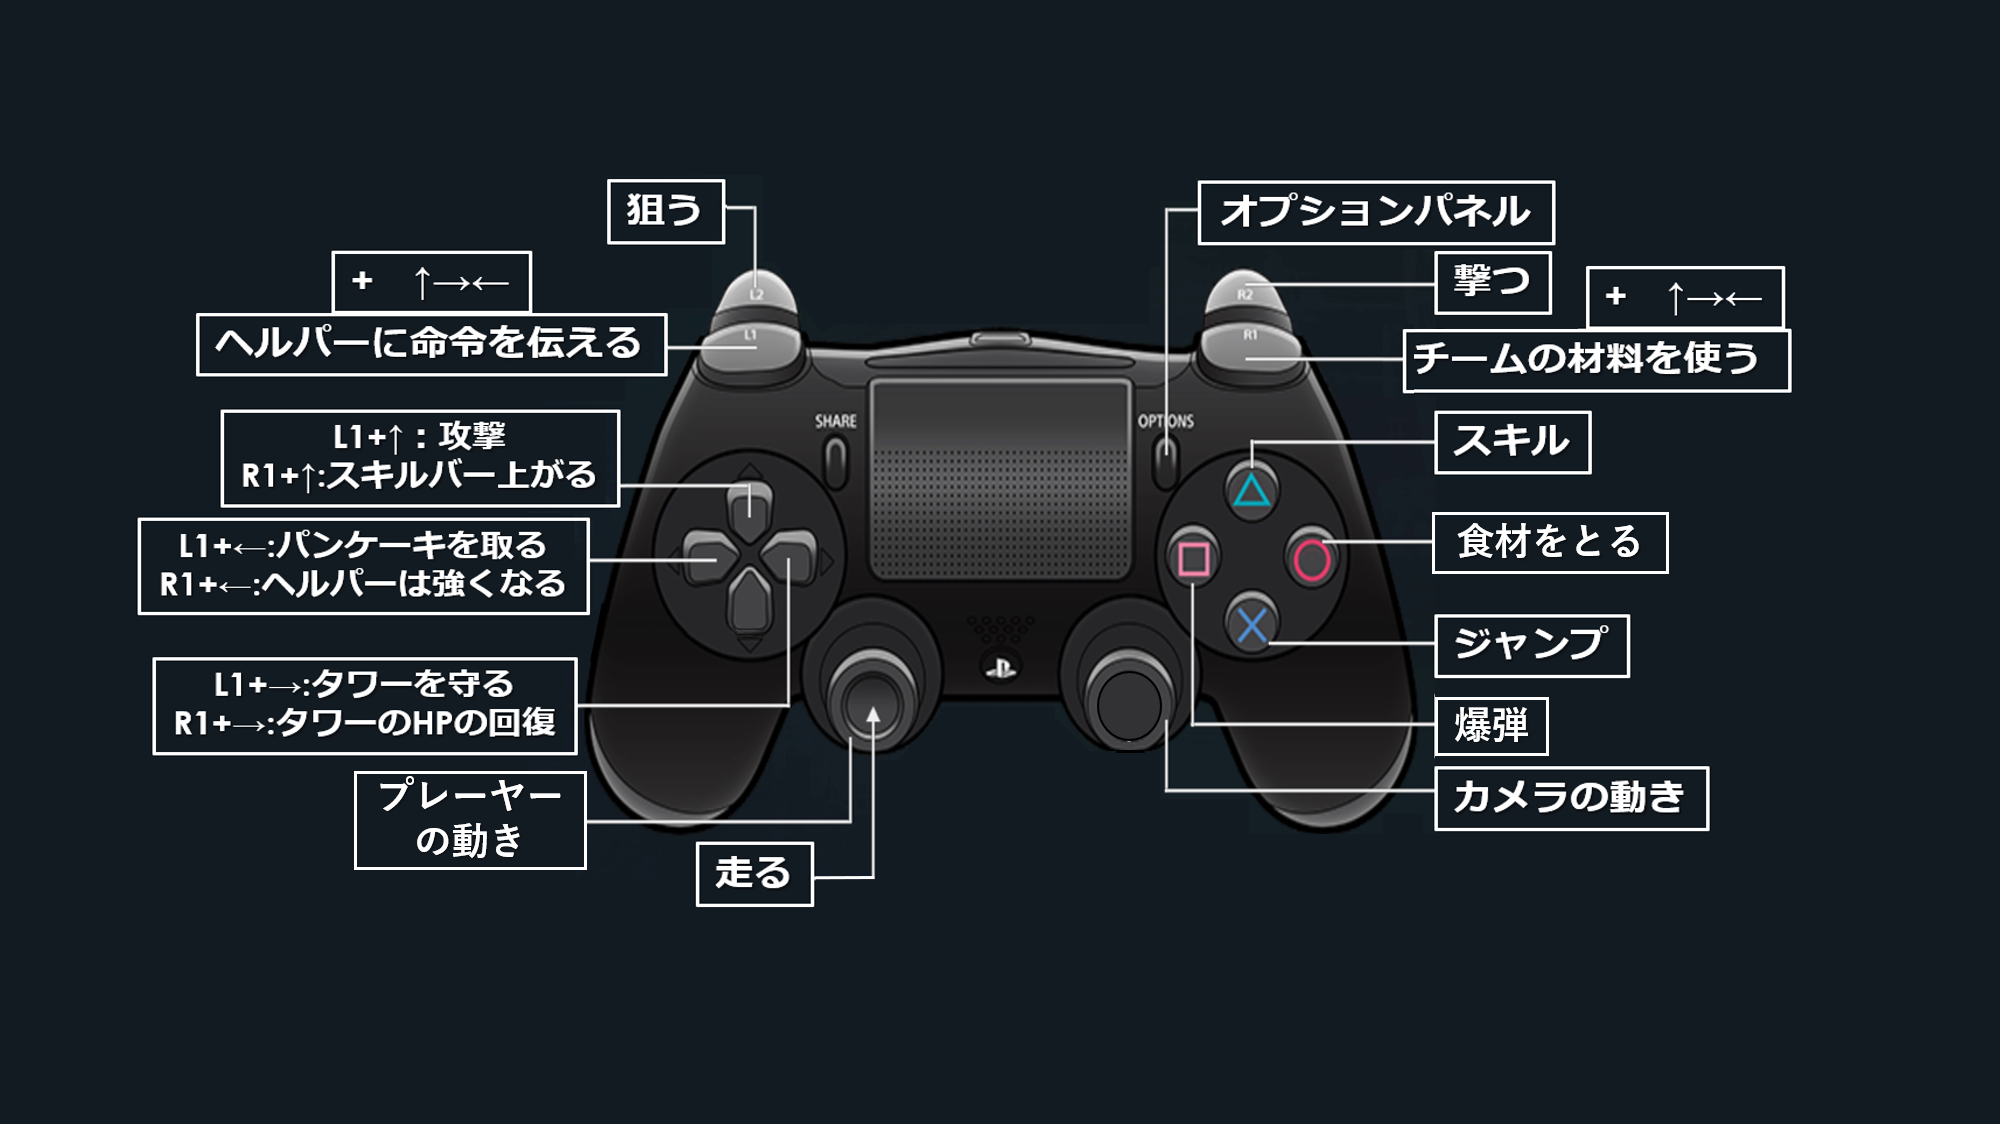 狙う
オプションパネル
+ ↑→←
撃つ
+ ↑→←
L2
R2
ヘルパーに命令を伝える
L1
R1
チームの材料を使う
L1+↑：攻撃
R1+↑:スキルバー上がる
SHARE
OPTIONS
スキル
L1+←:パンケーキを取る
R1+←:ヘルパーは強くなる
食材をとる
ジャンプ
L1+→:タワーを守る
R1+→:タワーのHPの回復
爆弾
プレーヤー
の動き
カメラの動き
走る